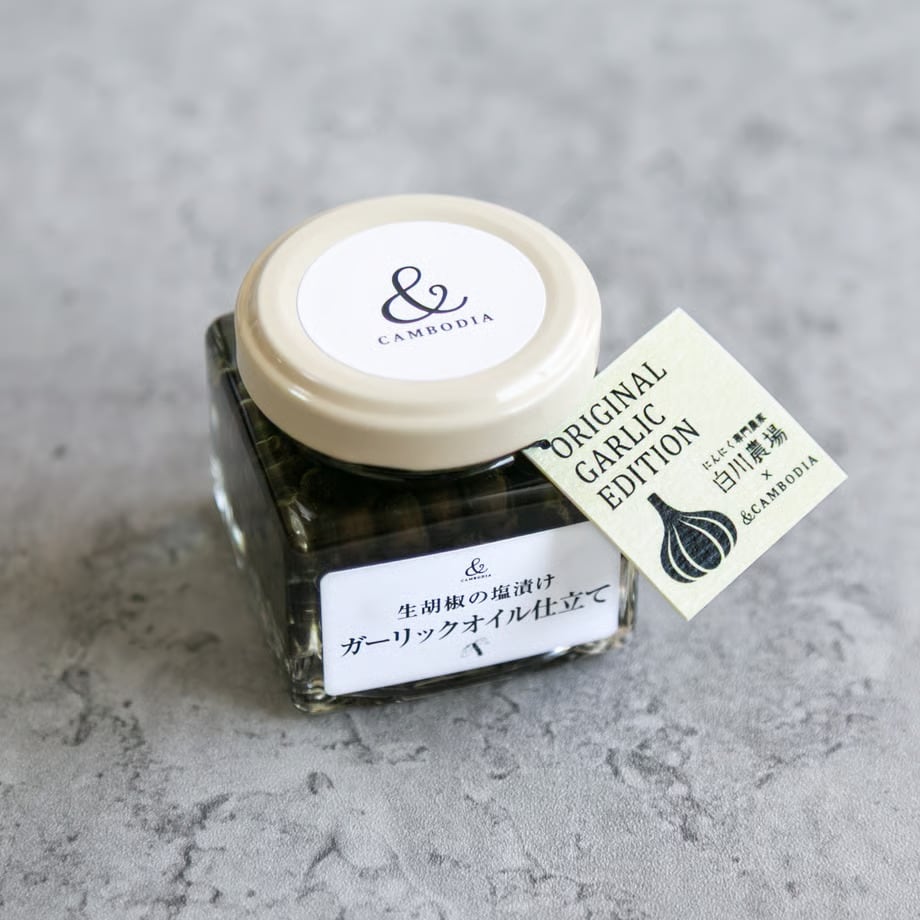 &
CAMBODIA
ORIGINAL
GARLIC
EDITION
にんにく専門農家
白川農場
×
&CAMBODIA
&
CAMBODIA
生胡椒の塩漬け
ガーリックオイル仕立て